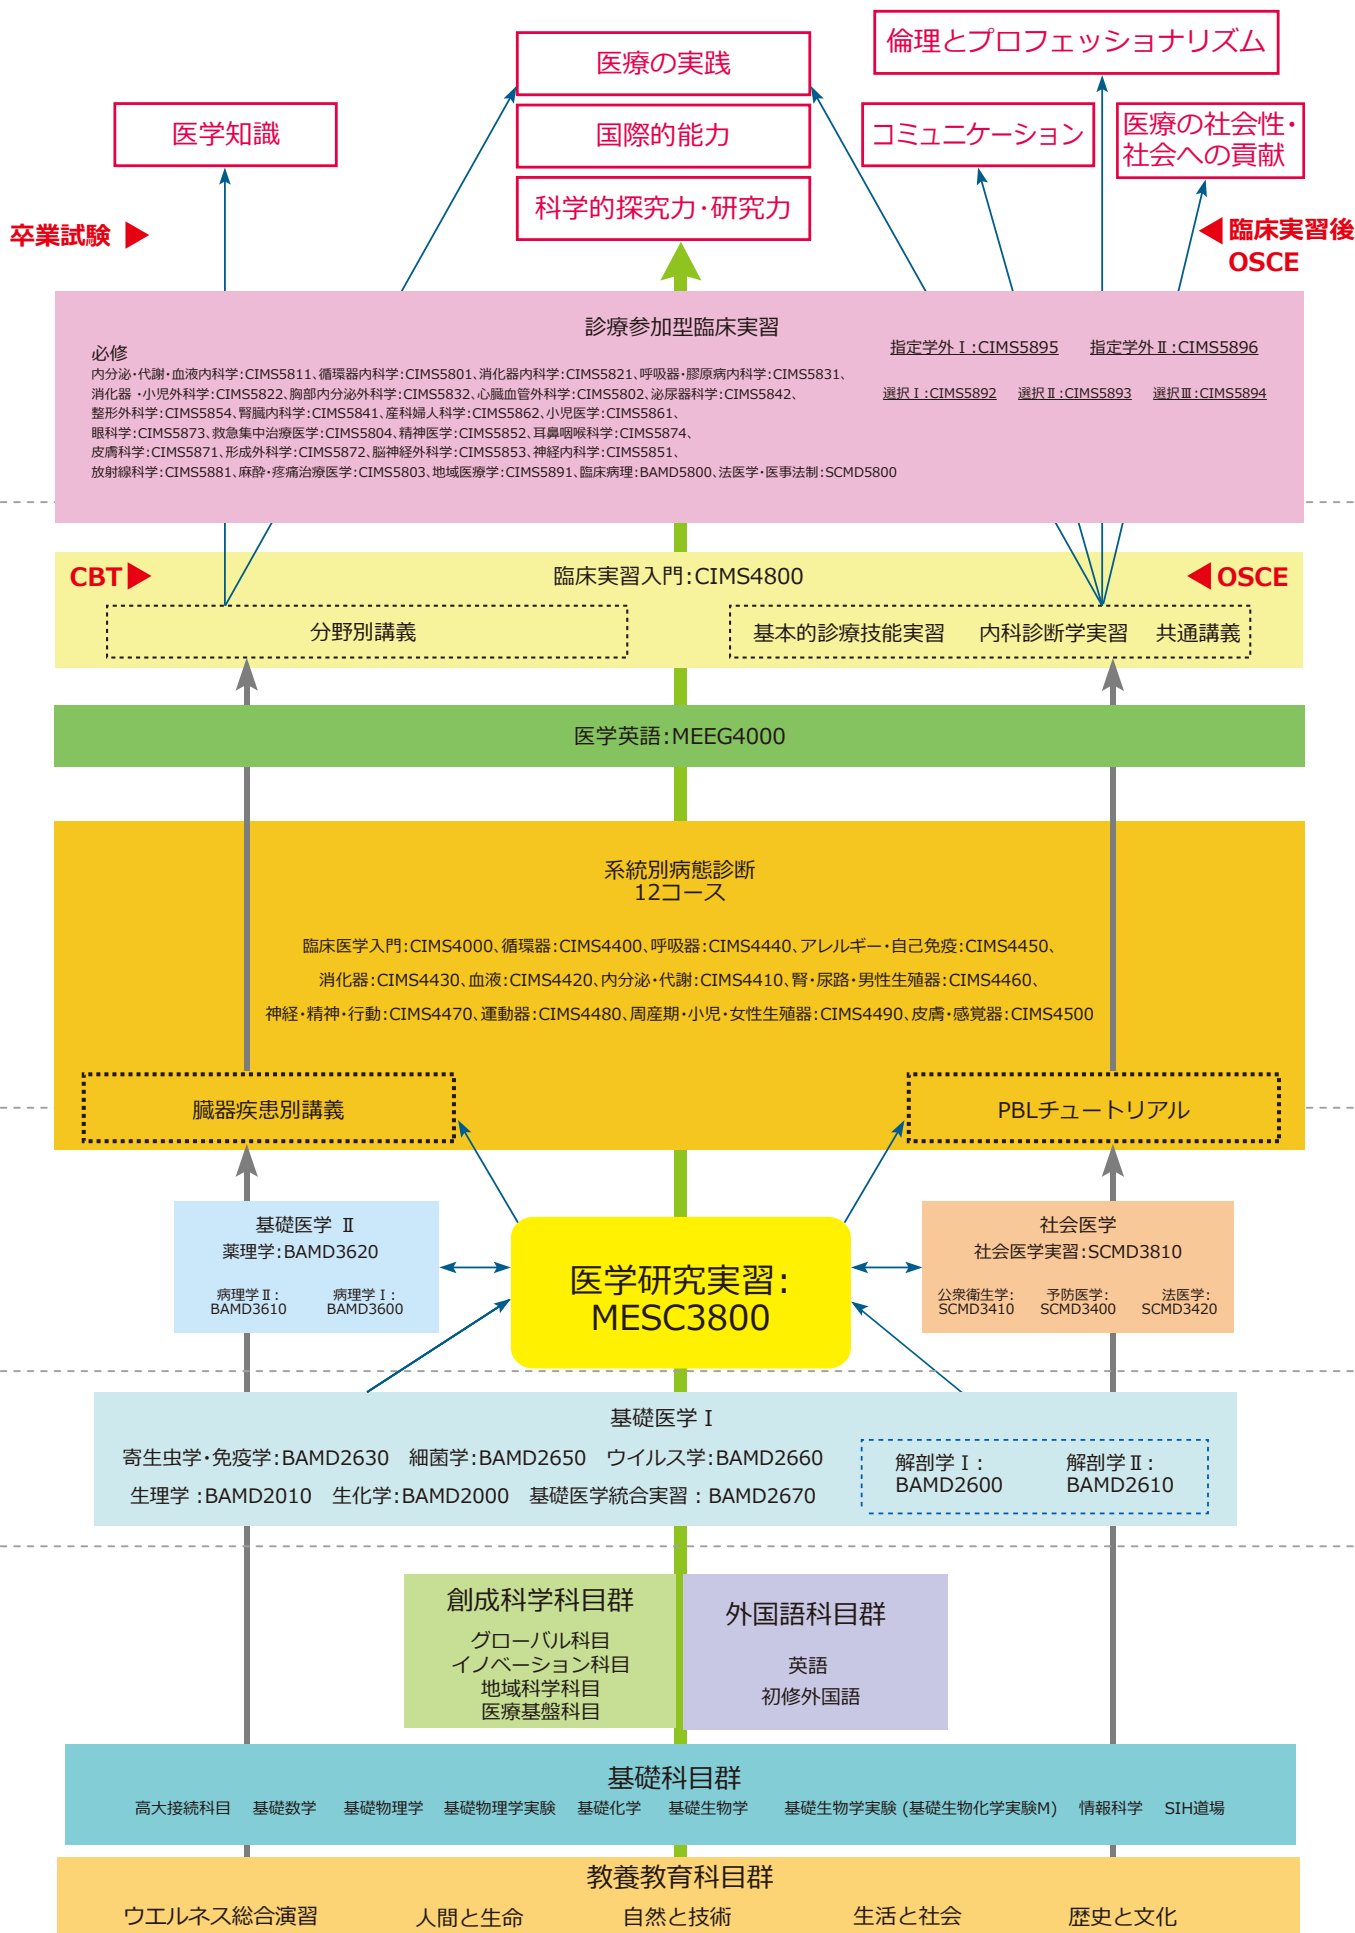 倫理とプロフェッショナリズム
医療の実践
医学知識
国際的能力
コミュニケーション
医療の社会性・
社会への貢献
科学的探究力・研究力
卒業試験
臨床実習後
OSCE
診療参加型臨床実習
必修
内分泌・代謝・血液内科学:CIMS5811、循環器内科学:CIMS5801、消化器内科学:CIMS5821、呼吸器・膠原病内科学:CIMS5831、
消化器・小児外科学:CIMS5822、胸部内分泌外科学:CIMS5832、心臓血管外科学:CIMS5802、泌尿器科学:CIMS5842、
整形外科学:CIMS5854、腎臓内科学:CIMS5841、産科婦人科学:CIMS5862、小児医学:CIMS5861、
眼科学:CIMS5873、救急集中治療医学:CIMS5804、精神医学:CIMS5852、耳鼻咽喉科学:CIMS5874、
皮膚科学:CIMS5871、形成外科学:CIMS5872、脳神経外科学:CIMS5853、神経内科学:CIMS5851、
放射線科学:CIMS5881、麻酔・疼痛治療医学:CIMS5803、地域医療学:CIMS5891、臨床病理:BAMD5800、法医学・医事法制:SCMD5800
指定学外Ⅰ:CIMS5895 指定学外Ⅱ:CIMS5896
選択Ⅰ:CIMS5892 選択Ⅱ:CIMS5893 選択Ⅲ:CIMS5894
CBT
臨床実習入門:CIMS4800
OSCE
分野別講義
基本的診療技能実習 内科診断学実習 共通講義
医学英語:MEEG4000
系統別病態診断
12コース
臨床医学入門:CIMS4000、循環器:CIMS4400、呼吸器:CIMS4440、アレルギー・自己免疫:CIMS4450、
消化器:CIMS4430、血液:CIMS4420、内分泌・代謝:CIMS4410、腎・尿路・男性生殖器:CIMS4460、
神経・精神・行動:CIMS4470、運動器:CIMS4480、周産期・小児・女性生殖器:CIMS4490、皮膚・感覚器:CIMS4500
臓器疾患別講義
PBLチュートリアル
基礎医学 Ⅱ
薬理学:BAMD3620
病理学Ⅱ: 病理学Ⅰ:
BAMD3610 BAMD3600
医学研究実習:
MESC3800
社会医学
社会医学実習:SCMD3810
公衆衛生学: 予防医学: 法医学:
SCMD3410 SCMD3400 SCMD3420
基礎医学Ⅰ
寄生虫学・免疫学:BAMD2630 細菌学:BAMD2650 ウイルス学:BAMD2660
生理学:BAMD2010 生化学:BAMD2000 基礎医学統合実習:BAMD2670
解剖学Ⅰ: 解剖学Ⅱ:
BAMD2600 BAMD2610
創成科学科目群
グローバル科目
イノベーション科目
地域科学科目
医療基盤科目
外国語科目群
英語
初修外国語
基礎科目群
高大接続科目 基礎数学 基礎物理学 基礎物理学実験 基礎化学 基礎生物学 基礎生物学実験 (基礎生物化学実験M) 情報科学 SIH道場
教養教育科目群
ウエルネス総合演習 人間と生命 自然と技術 生活と社会 歴史と文化